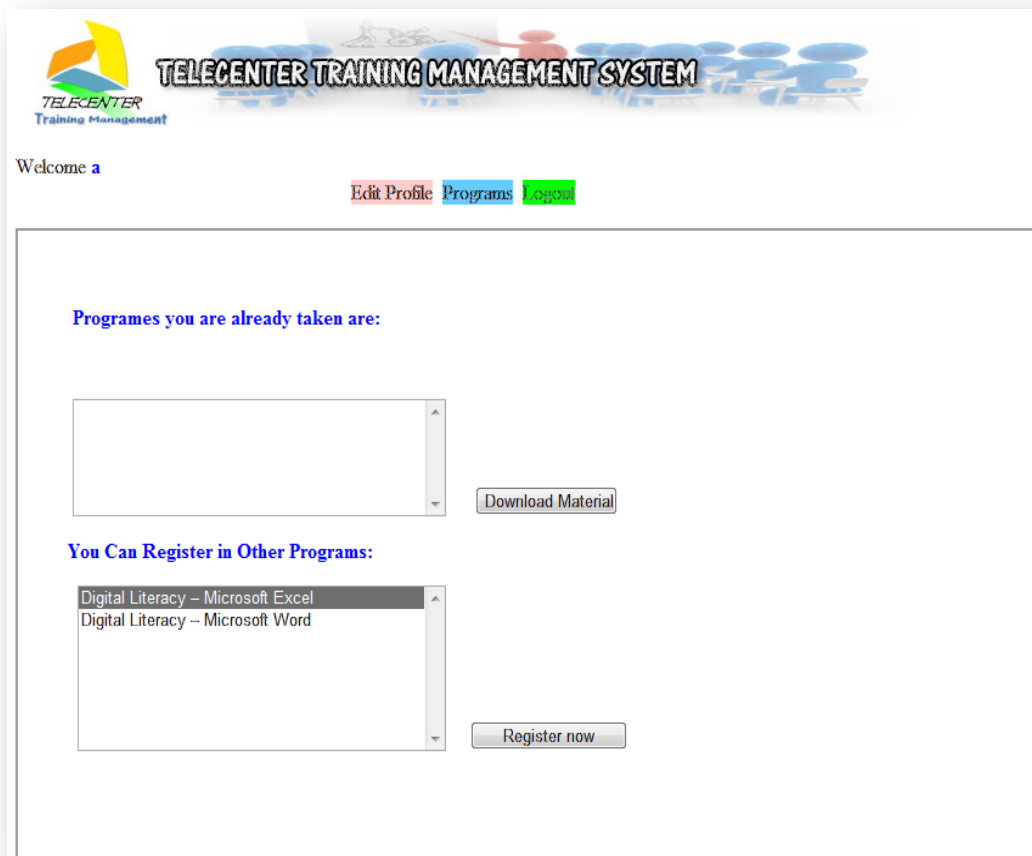 TELECENTER TRAINING MANAGEMENT SYSTEM
TELECENTER
Training Management
Welcome a
Edit Profile Programs Logout
Programes you are already taken are:
Download Material
You Can Register in Other Programs:
Digital Literacy – Microsoft Excel
Digital Literacy – Microsoft Word
Register now